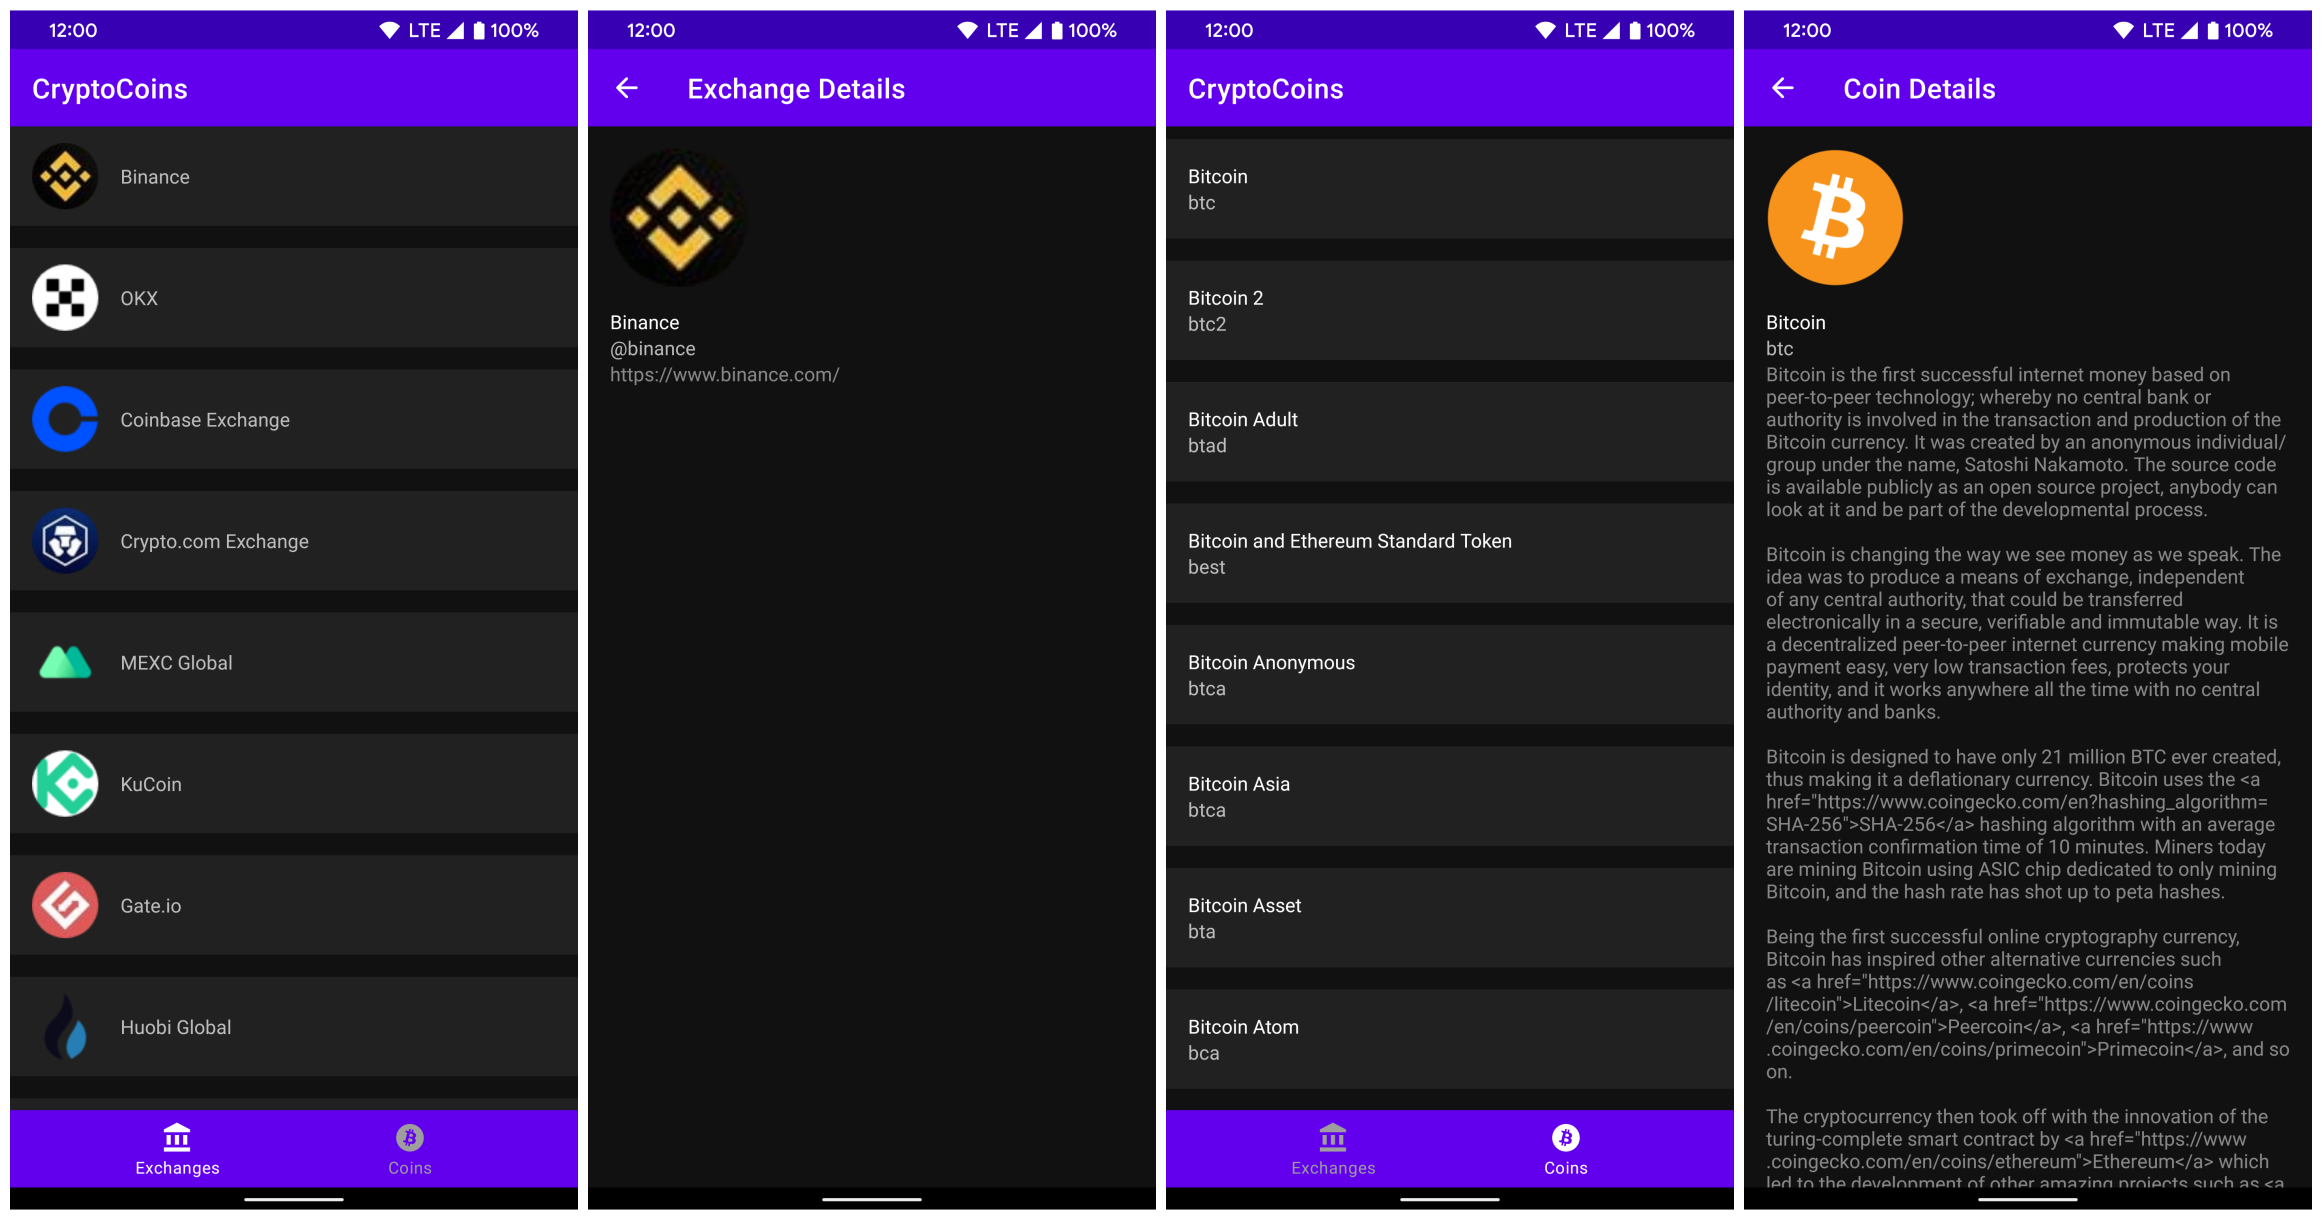 12:00 LTE 100%
CryptoCoins
Binance
OKX
Coinbase Exchange
Crypto.com Exchange
MEXC Global
KuCoin
Gate.io
Huobi Global
Exchanges Coins
12:00 LTE 100%
Exchange Details
Binance
@binance
https://www.binance.com/
12:00 LTE 100%
CryptoCoins
Bitcoin
btc
Bitcoin 2
btc2
Bitcoin Adult
btad
Bitcoin and Ethereum Standard Token
best
Bitcoin Anonymous
btca
Bitcoin Asia
btca
Bitcoin Asset
bta
Bitcoin Atom
bca
Exchanges Coins
12:00 LTE 100%
Coin Details
Bitcoin
btc
Bitcoin is the first successful internet money based on
peer-to-peer technology; whereby no central bank or
authority is involved in the transaction and production of the
Bitcoin currency. It was created by an anonymous individual/
group under the name, Satoshi Nakamoto. The source code
is available publicly as an open source project, anybody can
look at it and be part of the developmental process.
Bitcoin is changing the way we see money as we speak. The
idea was to produce a means of exchange, independent
of any central authority, that could be transferred
electronically in a secure, verifiable and immutable way. It is
a decentralized peer-to-peer internet currency making mobile
payment easy, very low transaction fees, protects your
identity, and it works anywhere all the time with no central
authority and banks.
Bitcoin is designed to have only 21 million BTC ever created,
thus making it a deflationary currency. Bitcoin uses the <a
href="https://www.coingecko.com/en?hashing_algorithm=
SHA-256">SHA-256</a> hashing algorithm with an average
transaction confirmation time of 10 minutes. Miners today
are mining Bitcoin using ASIC chip dedicated to only mining
Bitcoin, and the hash rate has shot up to peta hashes.
Being the first successful online cryptography currency,
Bitcoin has inspired other alternative currencies such
as <a href="https://www.coingecko.com/en/coins
/litecoin">Litecoin</a>, <a href="https://www.coingecko.com
/en/coins/peercoin">Peercoin</a>, <a href="https://www
.coingecko.com/en/coins/primecoin">Primecoin</a>, and so
on.
The cryptocurrency then took off with the innovation of the
turing-complete smart contract by <a href="https://www
.coingecko.com/en/coins/ethereum">Ethereum</a> which
led to the development of other amazing projects such as <a